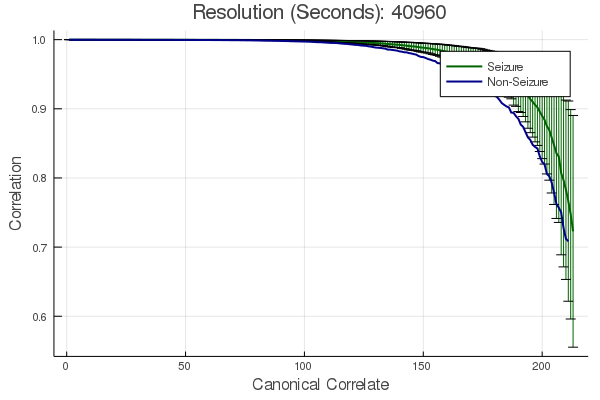 Resolution (Seconds): 40960
1.0
0.9
0.8
0.7
0.6
Correlation
Seizure
Non-Seizure
0
50
100
150
200
Canonical Correlate